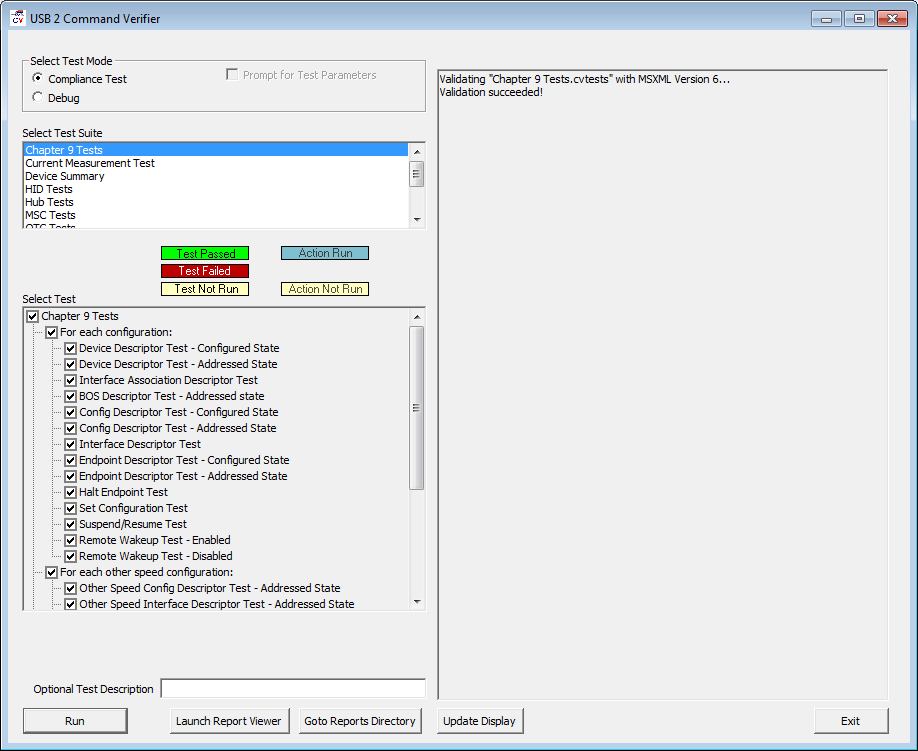 CV USB 2 Command Verifier
Select Test Mode
Compliance Test
Prompt for Test Parameters
Debug
Select Test Suite
Chapter 9 Tests
Current Measurement Test
Device Summary
HID Tests
Hub Tests
MSC Tests
OTG Tests
Test Passed
Action Run
Test Failed
Test Not Run
Action Not Run
Select Test
Chapter 9 Tests
For each configuration:
Device Descriptor Test - Configured State
Device Descriptor Test - Addressed State
Interface Association Descriptor Test
BOS Descriptor Test - Addressed state
Config Descriptor Test - Configured State
Config Descriptor Test - Addressed State
Interface Descriptor Test
Endpoint Descriptor Test - Configured State
Endpoint Descriptor Test - Addressed State
Halt Endpoint Test
Set Configuration Test
Suspend/Resume Test
Remote Wakeup Test - Enabled
Remote Wakeup Test - Disabled
For each other speed configuration:
Other Speed Config Descriptor Test - Addressed State
Other Speed Interface Descriptor Test - Addressed State
Optional Test Description
Run
Launch Report Viewer
Goto Reports Directory
Validating "Chapter 9 Tests.cvtests" with MSXML Version 6...
Validation succeeded!
Update Display
Exit